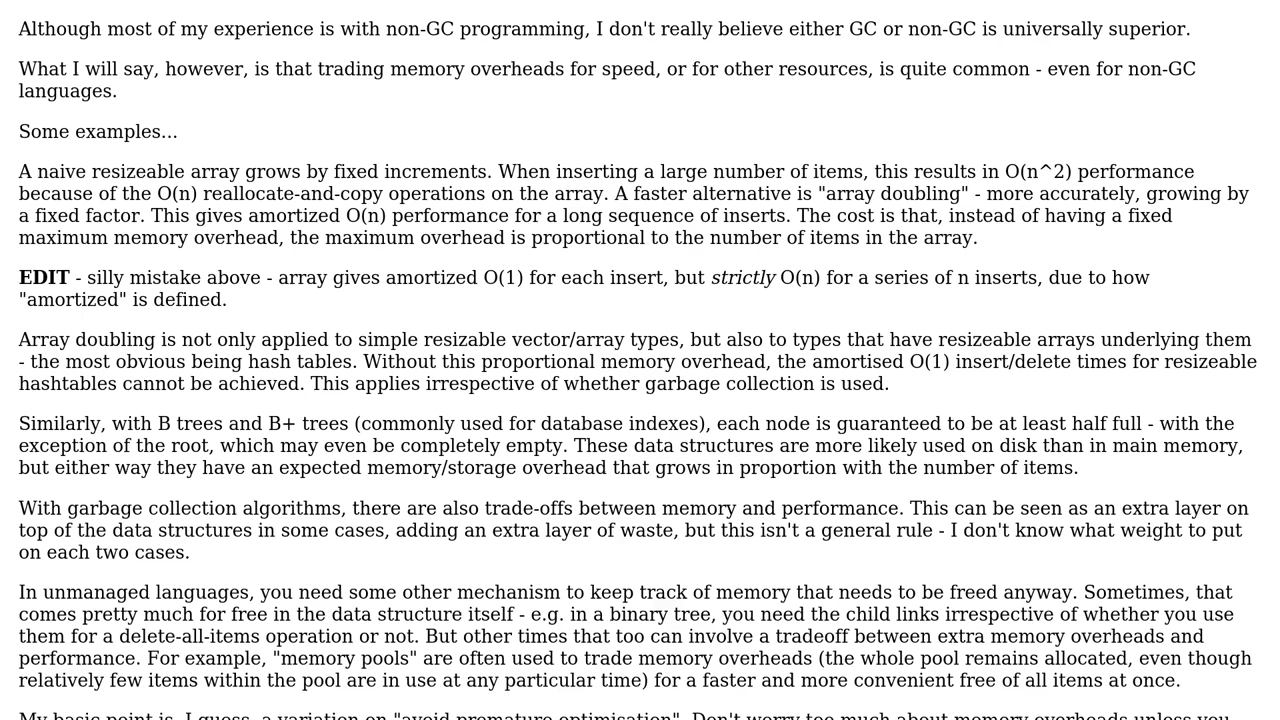 Although most of my experience is with non-GC programming, I don't really believe either GC or non-GC is universally superior.
What I will say, however, is that trading memory overheads for speed, or for other resources, is quite common - even for non-GC
languages.
Some examples...
A naive resizeable array grows by fixed increments. When inserting a large number of items, this results in O(n^2) performance
because of the O(n) reallocate-and-copy operations on the array. A faster alternative is "array doubling" - more accurately, growing by
a fixed factor. This gives amortized O(n) performance for a long sequence of inserts. The cost is that, instead of having a fixed
maximum memory overhead, the maximum overhead is proportional to the number of items in the array.
EDIT - silly mistake above - array gives amortized O(1) for each insert, but strictly O(n) for a series of n inserts, due to how
"amortized" is defined.
Array doubling is not only applied to simple resizable vector/array types, but also to types that have resizeable arrays underlying them
- the most obvious being hash tables. Without this proportional memory overhead, the amortised O(1) insert/delete times for resizeable
hashtables cannot be achieved. This applies irrespective of whether garbage collection is used.
Similarly, with B trees and B+ trees (commonly used for database indexes), each node is guaranteed to be at least half full - with the
exception of the root, which may even be completely empty. These data structures are more likely used on disk than in main memory,
but either way they have an expected memory/storage overhead that grows in proportion with the number of items.
With garbage collection algorithms, there are also trade-offs between memory and performance. This can be seen as an extra layer on
top of the data structures in some cases, adding an extra layer of waste, but this isn't a general rule - I don't know what weight to put
on each two cases.
In unmanaged languages, you need some other mechanism to keep track of memory that needs to be freed anyway. Sometimes, that
comes pretty much for free in the data structure itself - e.g. in a binary tree, you need the child links irrespective of whether you use
them for a delete-all-items operation or not. But other times that too can involve a tradeoff between extra memory overheads and
performance. For example, "memory pools" are often used to trade memory overheads (the whole pool remains allocated, even though
relatively few items within the pool are in use at any particular time) for a faster and more convenient free of all items at once.
My basic point is, I guess, a variation on "avoid premature optimisation". Don't worry too much about memory overheads unless you